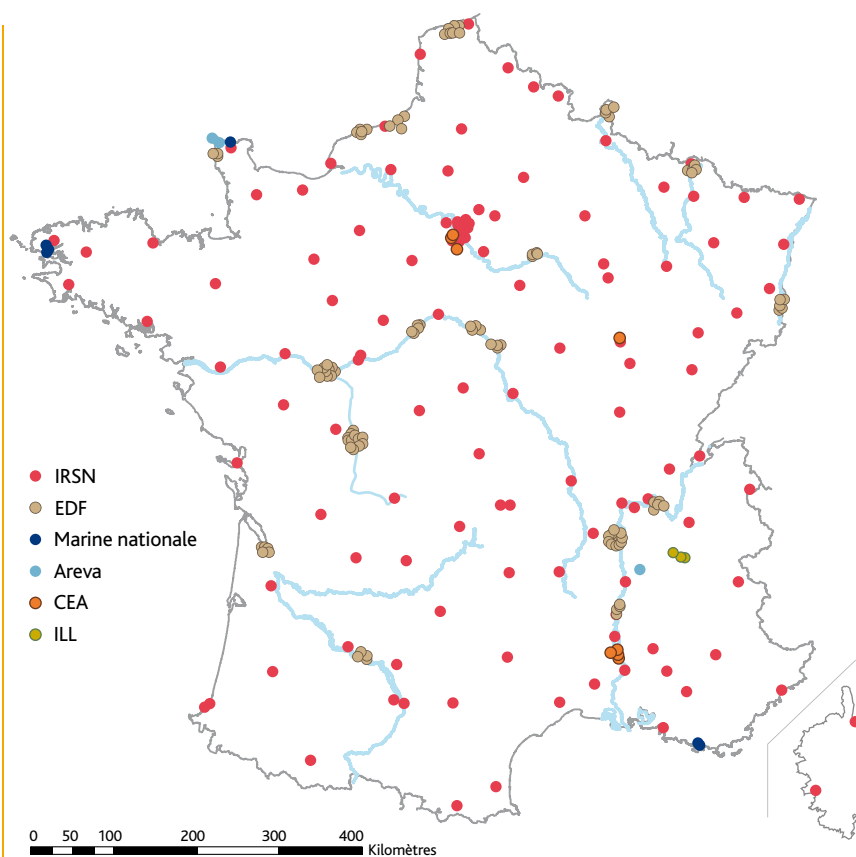 IRSN
EDF
Marine nationale
Areva
CEA
ILL
0 50 100 200 300 400
Kilomètres